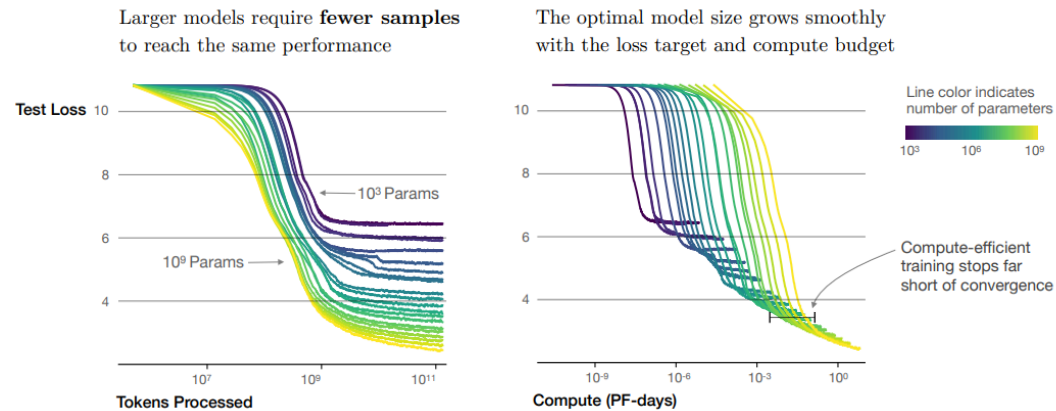 Larger models require fewer samples
to reach the same performance
The optimal model size grows smoothly
with the loss target and compute budget
Test Loss
10
8
6
4
10³ Params
10⁹ Params
10⁷
10⁹
10¹¹
Tokens Processed
10
8
6
4
10⁻⁹
10⁻⁶
10⁻³
10⁰
Compute (PF-days)
Line color indicates
number of parameters
10³ 10⁶ 10⁹
Compute-efficient
training stops far
short of convergence